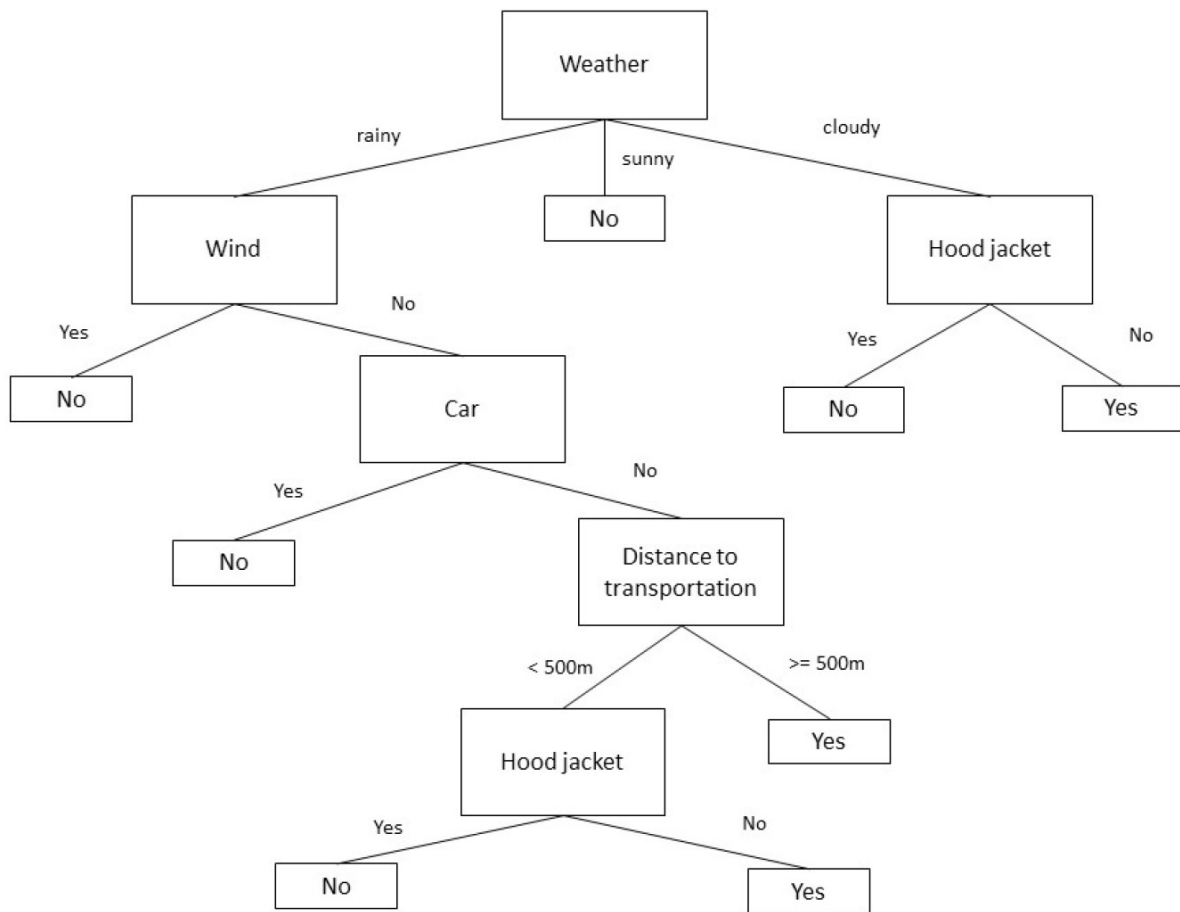 Weather
rainy
sunny
cloudy
Wind
No
Hood jacket
Yes
No
Yes
No
No
Car
No
Yes
Yes
No
No
Distance to
transportation
< 500m
>= 500m
Hood jacket
Yes
Yes
No
No
Yes